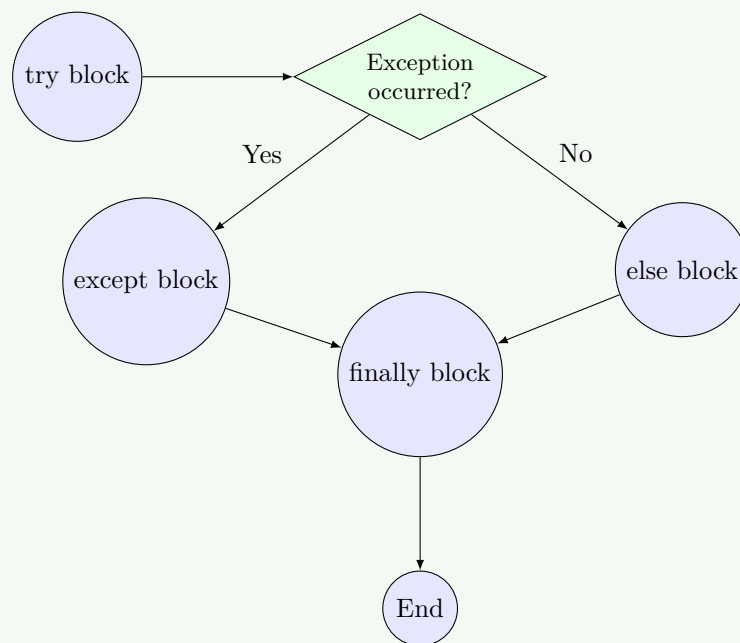 try block
Exception
occurred?
Yes
No
except block
else block
finally block
End